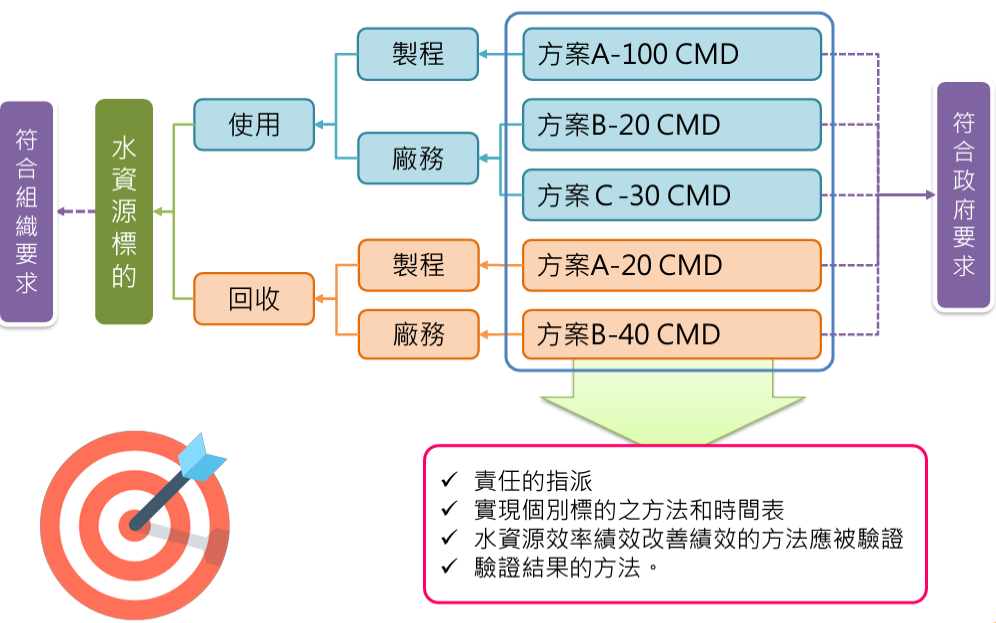 符合組織要求
水資源標的
使用
回收
製程
廠務
製程
廠務
方案A-100 CMD
方案B-20 CMD
方案C-30 CMD
方案A-20 CMD
方案B-40 CMD
符合政府要求
✓ 責任的指派
✓ 實現個別標的之方法和時間表
✓ 水資源效率績效改善績效的方法應被驗證
✓ 驗證結果的方法。